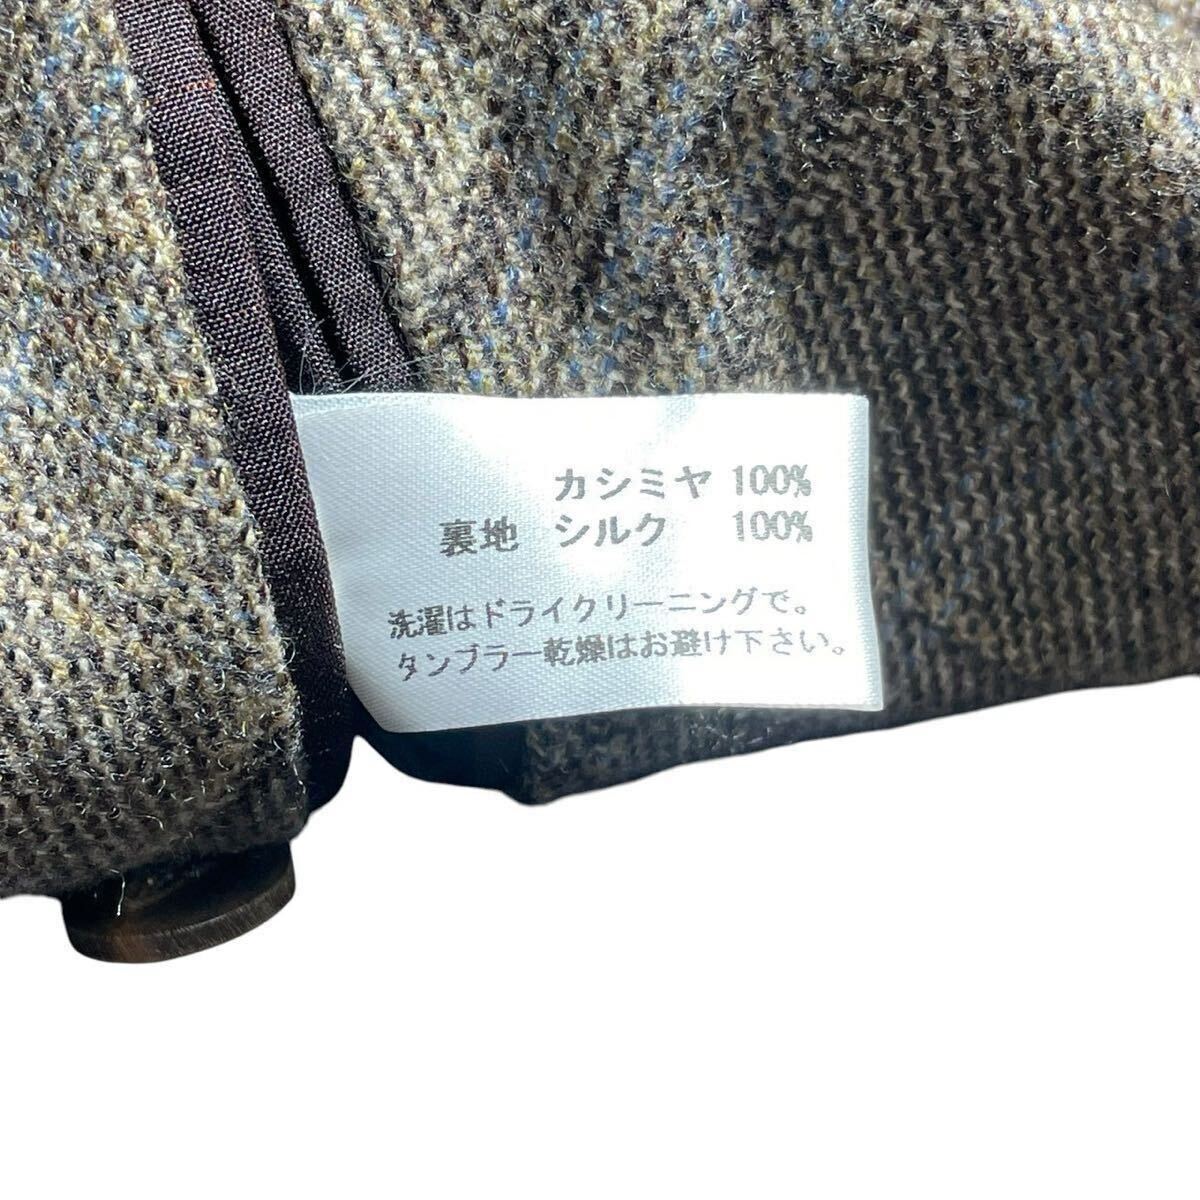 カシミヤ 100%
裏地 シルク 100%
洗濯はドライクリーニングで。
タンブラー乾燥はお避け下さい。